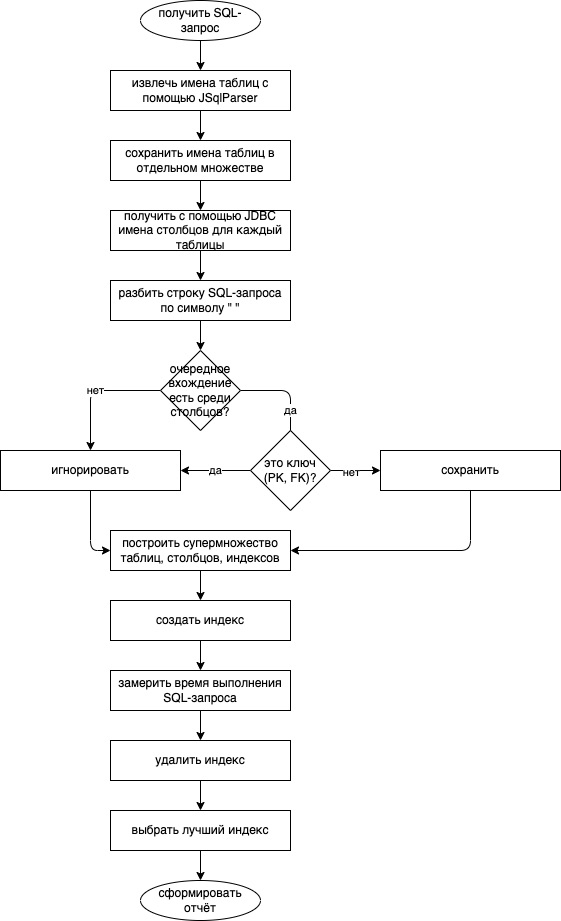 получить SQL-
запрос
извлечь имена таблиц с
помощью JSqlParser
сохранить имена таблиц в
отдельном множестве
получить с помощью JDBC
имена столбцов для каждый
таблицы
разбить строку SQL-запроса
по символу " "
очередное
вхождение
есть среди
столбцов?
нет
да
игнорировать
да
это ключ
(PK, FK)?
нет
сохранить
построить супермножество
таблиц, столбцов, индексов
создать индекс
замерить время выполнения
SQL-запроса
удалить индекс
выбрать лучший индекс
сформировать
отчёт